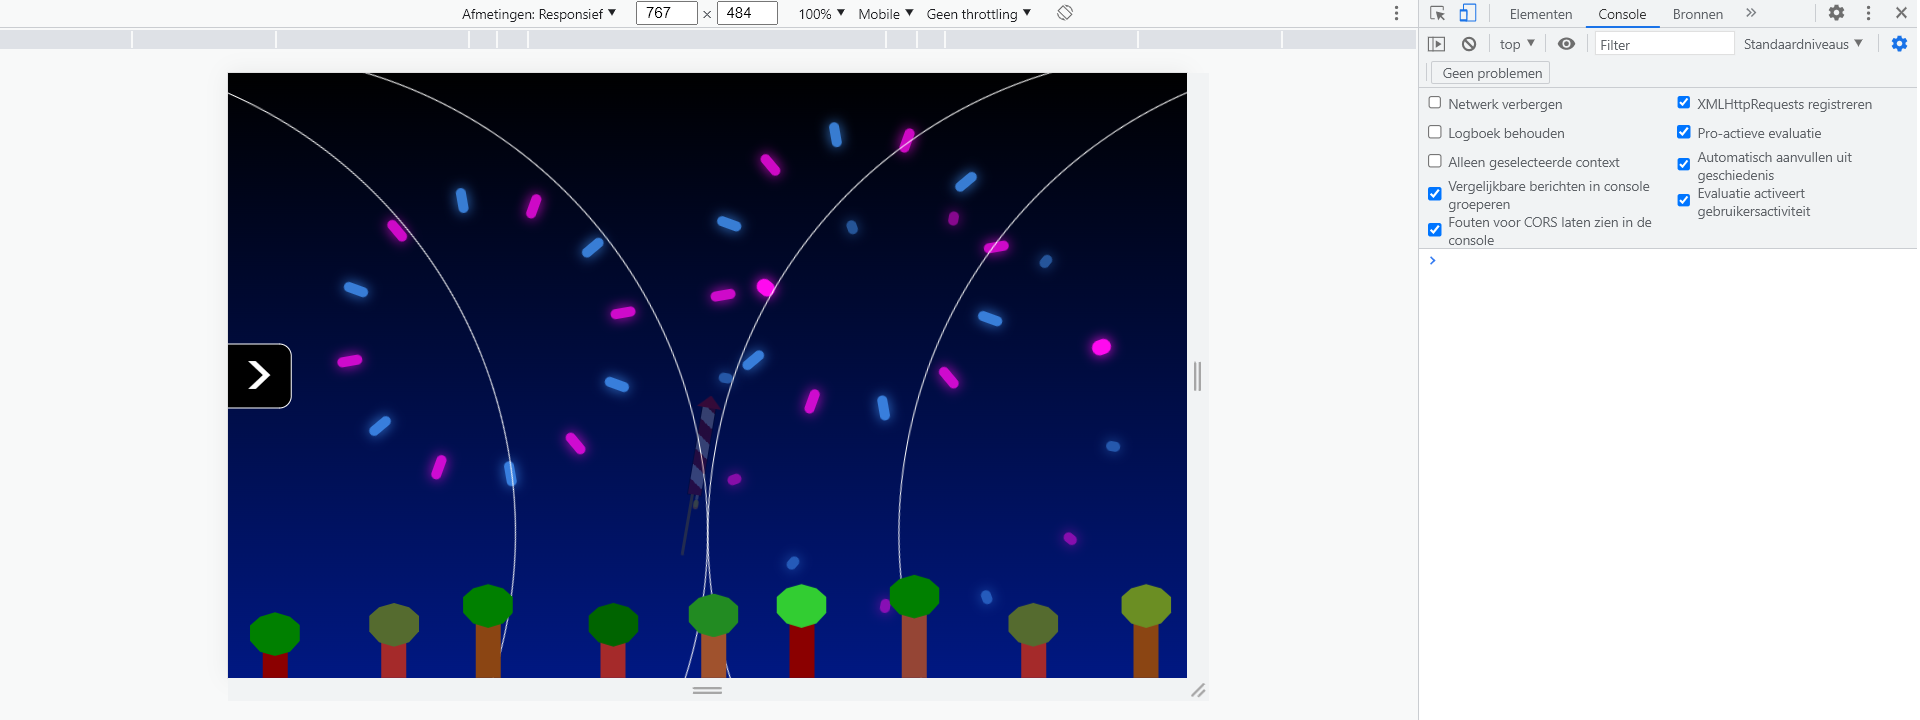 Afmetingen: Responsief
767 × 484
100%
Mobile
Geen throttling
Elementen
Console
Bronnen
top
Filter
Standaardniveaus
Geen problemen
Netwerk verbergen
Logboek behouden
Alleen geselecteerde context
Vergelijkbare berichten in console
groeperen
Fouten voor CORS laten zien in de
console
XMLHttpRequests registreren
Pro-actieve evaluatie
Automatisch aanvullen uit
geschiedenis
Evaluatie activeert
gebruikersactiviteit